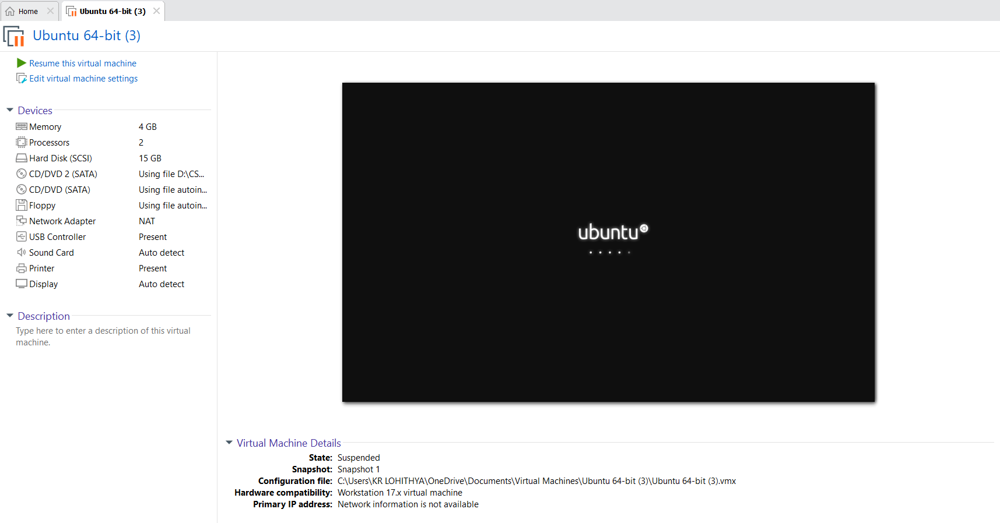 Home
Ubuntu 64-bit (3)
Ubuntu 64-bit (3)
Resume this virtual machine
Edit virtual machine settings
Devices
Memory 4 GB
Processors 2
Hard Disk (SCSI) 15 GB
CD/DVD 2 (SATA) Using file D:\CS...
CD/DVD (SATA) Using file autoin...
Floppy Using file autoin...
Network Adapter NAT
USB Controller Present
Sound Card Auto detect
Printer Present
Display Auto detect
Description
Type here to enter a description of this virtual
machine.
ubuntu
Virtual Machine Details
State: Suspended
Snapshot: Snapshot 1
Configuration file: C:\Users\KR LOHITHYA\OneDrive\Documents\Virtual Machines\Ubuntu 64-bit (3)\Ubuntu 64-bit (3).vmx
Hardware compatibility: Workstation 17.x virtual machine
Primary IP address: Network information is not available